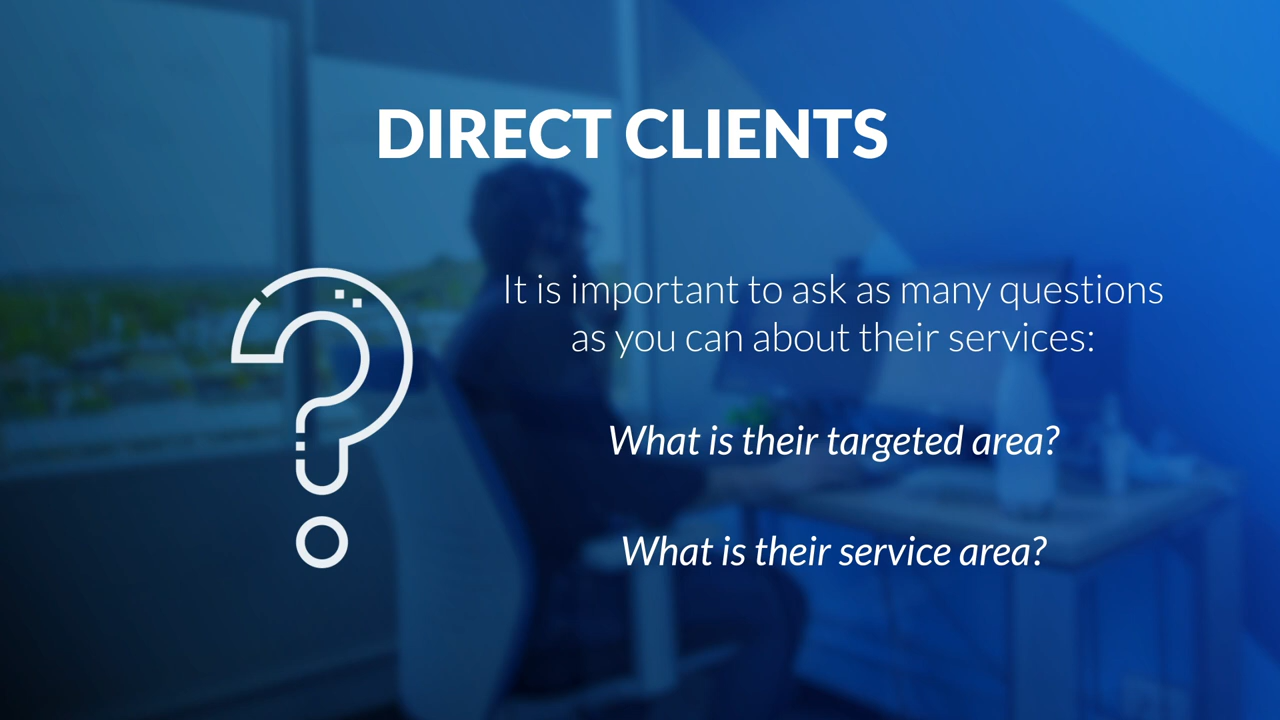 DIRECT CLIENTS
It is important to ask as many questions
as you can about their services:
What is their targeted area?
What is their service area?